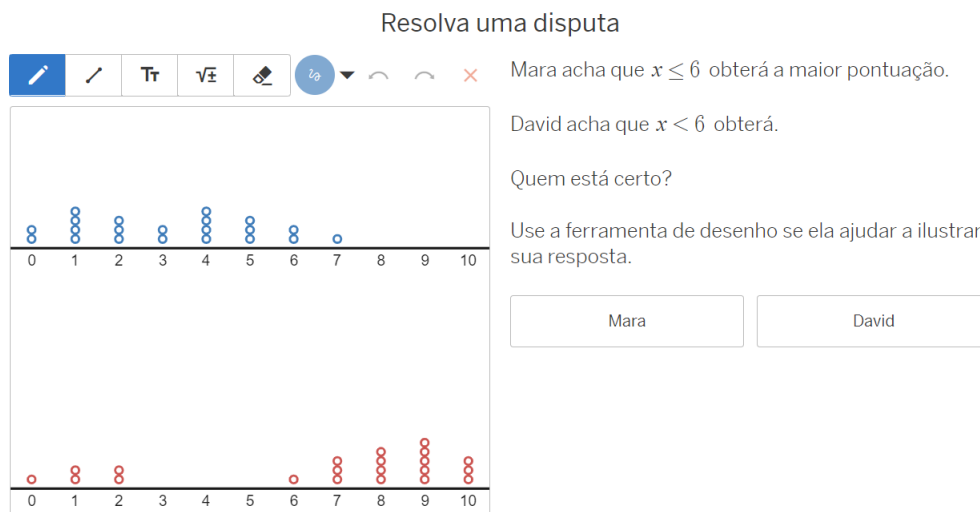 Resolva uma disputa
Tт
√±
Mara acha que x ≤ 6 obterá a maior pontuação.
David acha que x < 6 obterá.
Quem está certo?
Use a ferramenta de desenho se ela ajudar a ilustrar
sua resposta.
Mara David
0 1 2 3 4 5 6 7 8 9 10
0 1 2 3 4 5 6 7 8 9 10